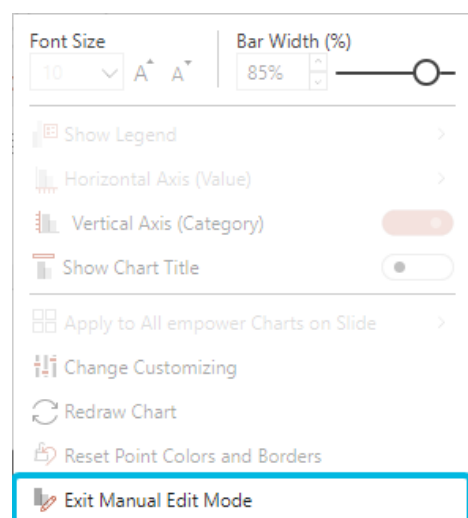 Font Size
Bar Width (%)
10
A A
85%
Show Legend
Horizontal Axis (Value)
Vertical Axis (Category)
Show Chart Title
Apply to All empower Charts on Slide
Change Customizing
Redraw Chart
Reset Point Colors and Borders
Exit Manual Edit Mode